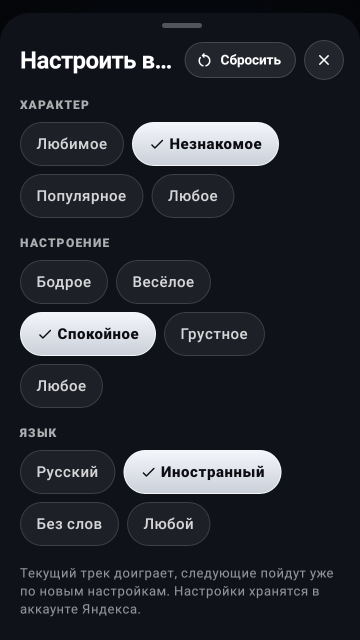 Настроить в...
Сбросить
ХАРАКТЕР
Любимое
Незнакомое
Популярное
Любое
НАСТРОЕНИЕ
Бодрое
Весёлое
Спокойное
Грустное
Любое
ЯЗЫК
Русский
Иностранный
Без слов
Любой
Текущий трек доиграет, следующие пойдут уже
по новым настройкам. Настройки хранятся в
аккаунте Яндекса.